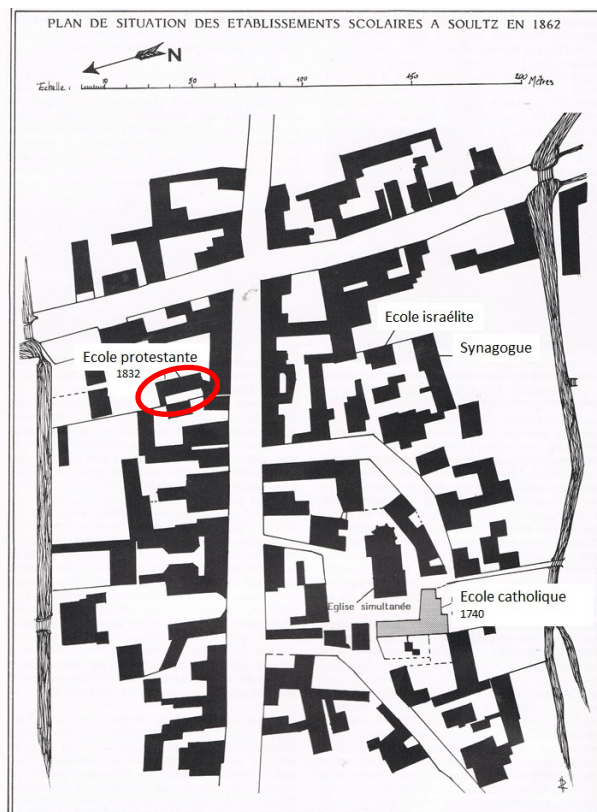 PLAN DE SITUATION DES ETABLISSEMENTS SCOLAIRES A SOULTZ EN 1862
N
Echelle : 10 50 100 150 200 Mètres
Ecole israélite
Synagogue
Ecole protestante
1832
Ecole catholique
1740
Eglise simultanée